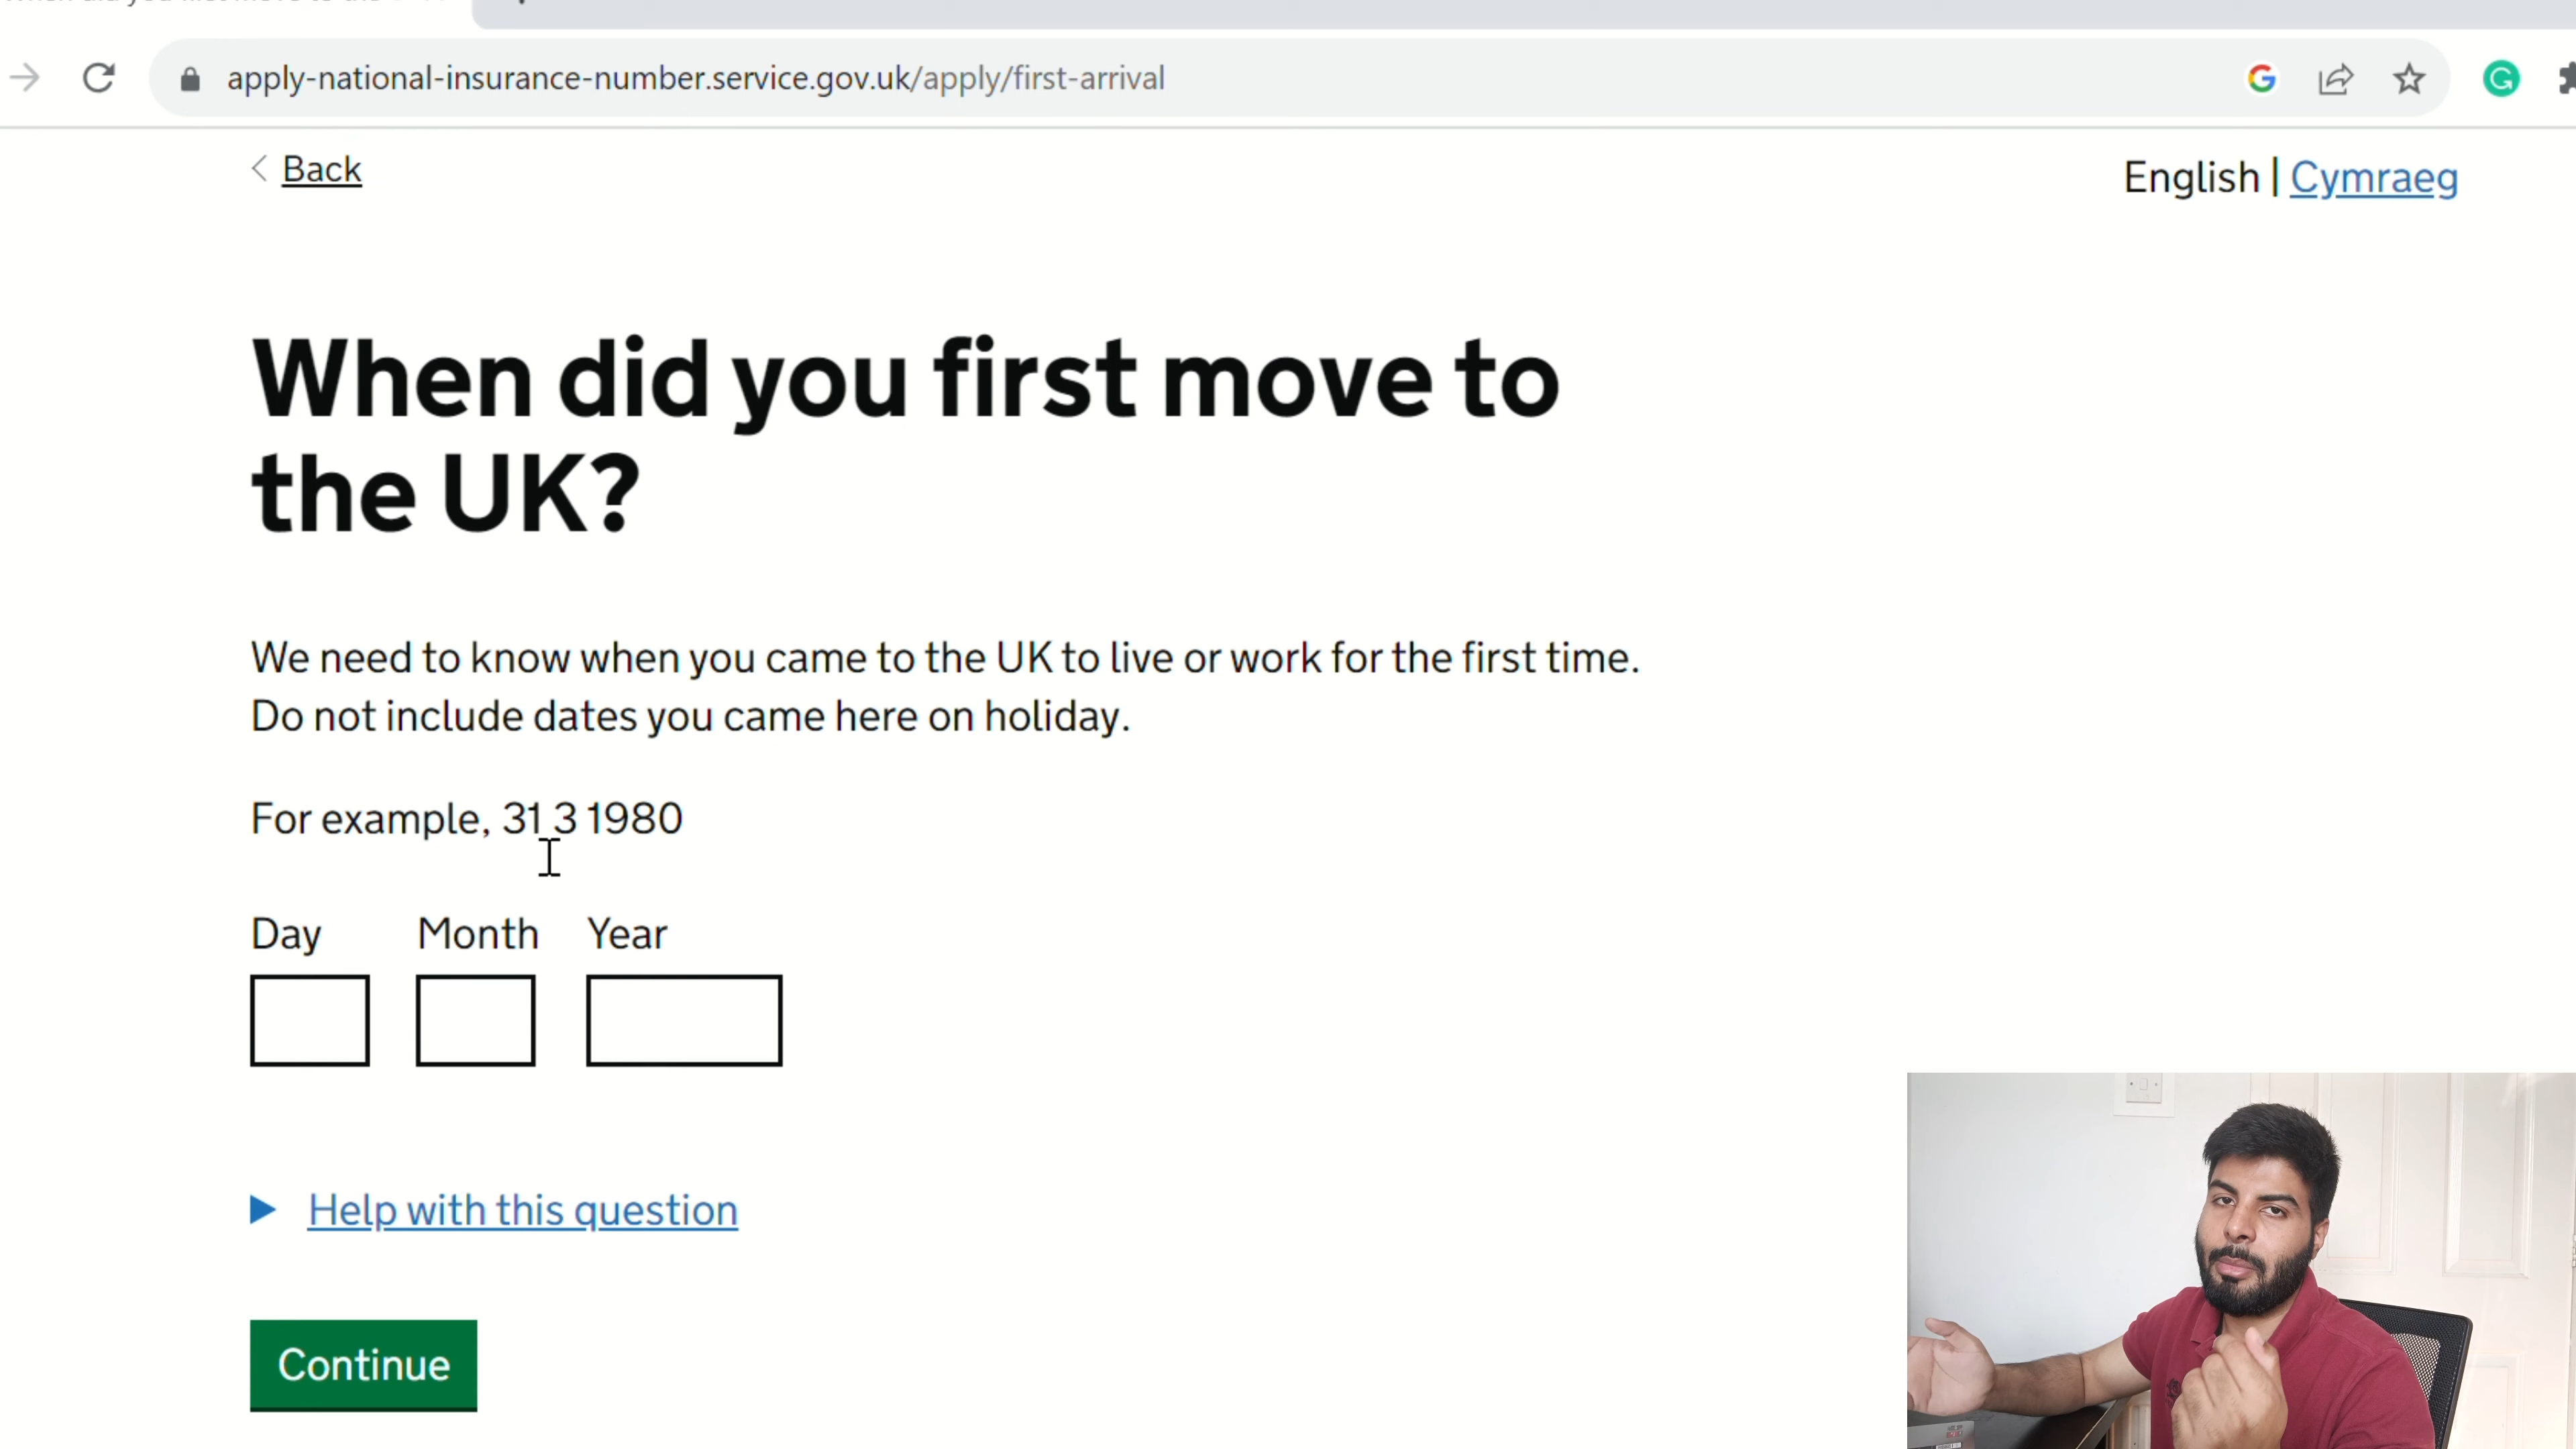 apply-national-insurance-number.service.gov.uk/apply/first-arrival
Back
English | Cymraeg
When did you first move to
the UK?
We need to know when you came to the UK to live or work for the first time.
Do not include dates you came here on holiday.
For example, 31 3 1980
Day Month Year
Help with this question
Continue